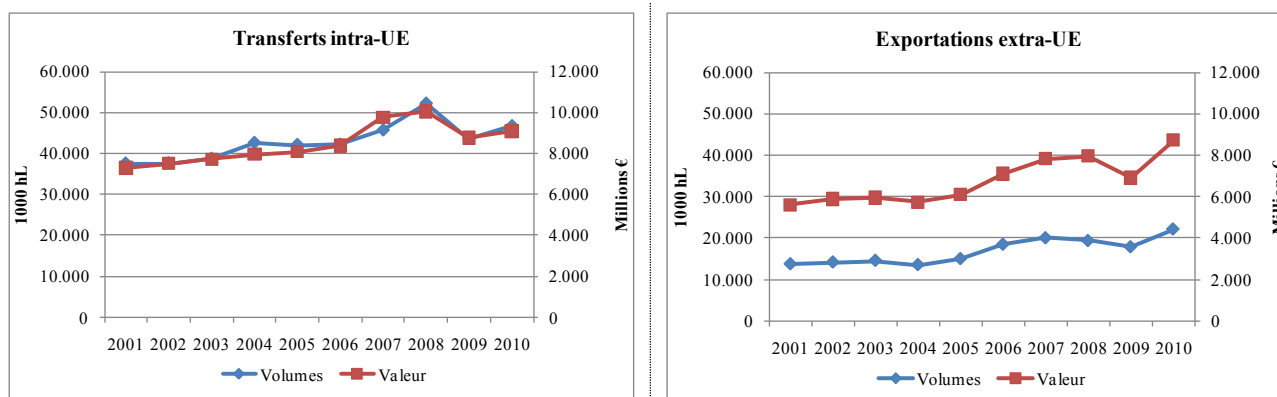 Transferts intra-UE
60.000
50.000
40.000
30.000
20.000
10.000
0
1000 hL
12.000
10.000
8.000
6.000
4.000
2.000
0
Millions €
2001 2002 2003 2004 2005 2006 2007 2008 2009 2010
Volumes Valeur
Exportations extra-UE
60.000
50.000
40.000
30.000
20.000
10.000
0
1000 hL
12.000
10.000
8.000
6.000
4.000
2.000
0
Millions €
2001 2002 2003 2004 2005 2006 2007 2008 2009 2010
Volumes Valeur